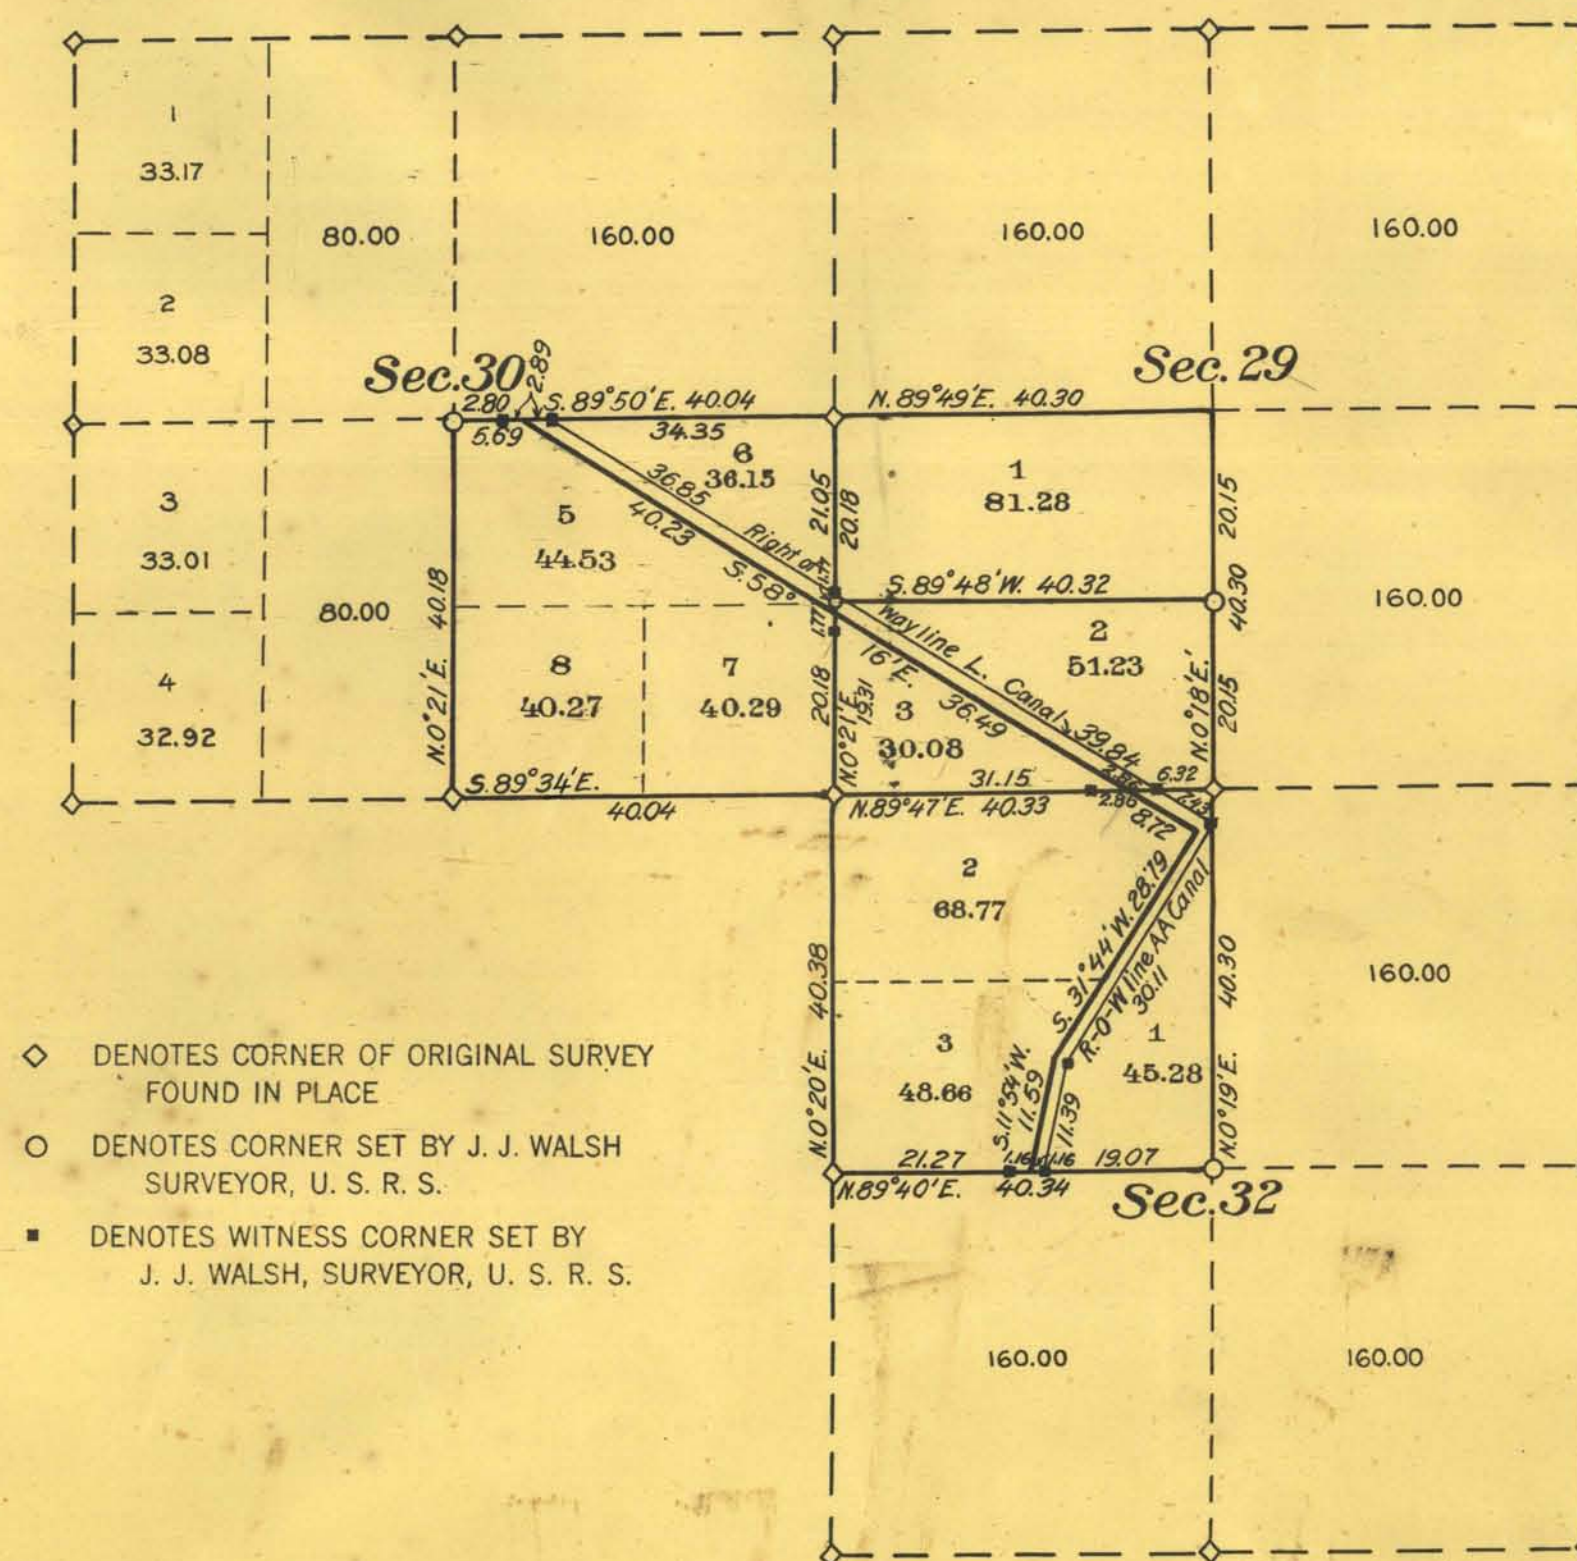 1
33.17
80.00
160.00
160.00
160.00
2
33.08
Sec. 30
2.89
Sec. 29
2.80
S. 89°50'E. 40.04
N. 89°49'E. 40.30
5.69
34.35
6
36.15
36.85
40.23
21.05
20.18
1
81.28
20.15
3
33.01
5
44.53
Right of
S. 58°
1.77
S. 89°48'W. 40.32
40.30
160.00
80.00
N. 0°21'E. 40.18
1.77
way line L. Canal
39.84
2
51.23
16'E.
36.49
N. 0°18'E.
20.15
4
32.92
8
40.27
7
40.29
20.18
N. 0°21'E.
19.31
3
30.08
31.15
2.86
6.32
S. 89°34'E.
40.04
N. 89°47'E. 40.33
2.86
7.43
8.72
2
68.77
S. 31°44'W. 28.79
R-O-W line AA Canal
30.11
N. 0°20'E. 40.38
N. 0°19'E. 40.30
160.00
3
48.66
S. 11°54'W.
11.59
11.39
1
45.28
21.27
1.16
1.16
19.07
N. 89°40'E. 40.34
Sec. 32
160.00
160.00
DENOTES CORNER OF ORIGINAL SURVEY
FOUND IN PLACE
DENOTES CORNER SET BY J. J. WALSH
SURVEYOR, U. S. R. S.
DENOTES WITNESS CORNER SET BY
J. J. WALSH, SURVEYOR, U. S. R. S.